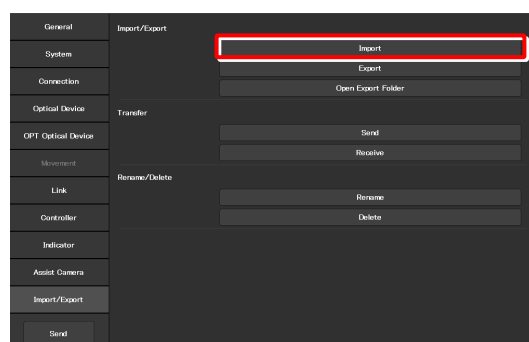 General
System
Connection
Optical Device
OPT Optical Device
Movement
Link
Controller
Indicator
Assist Camera
Import/Export
Send
Import/Export
Import
Export
Open Export Folder
Transfer
Send
Receive
Rename/Delete
Rename
Delete